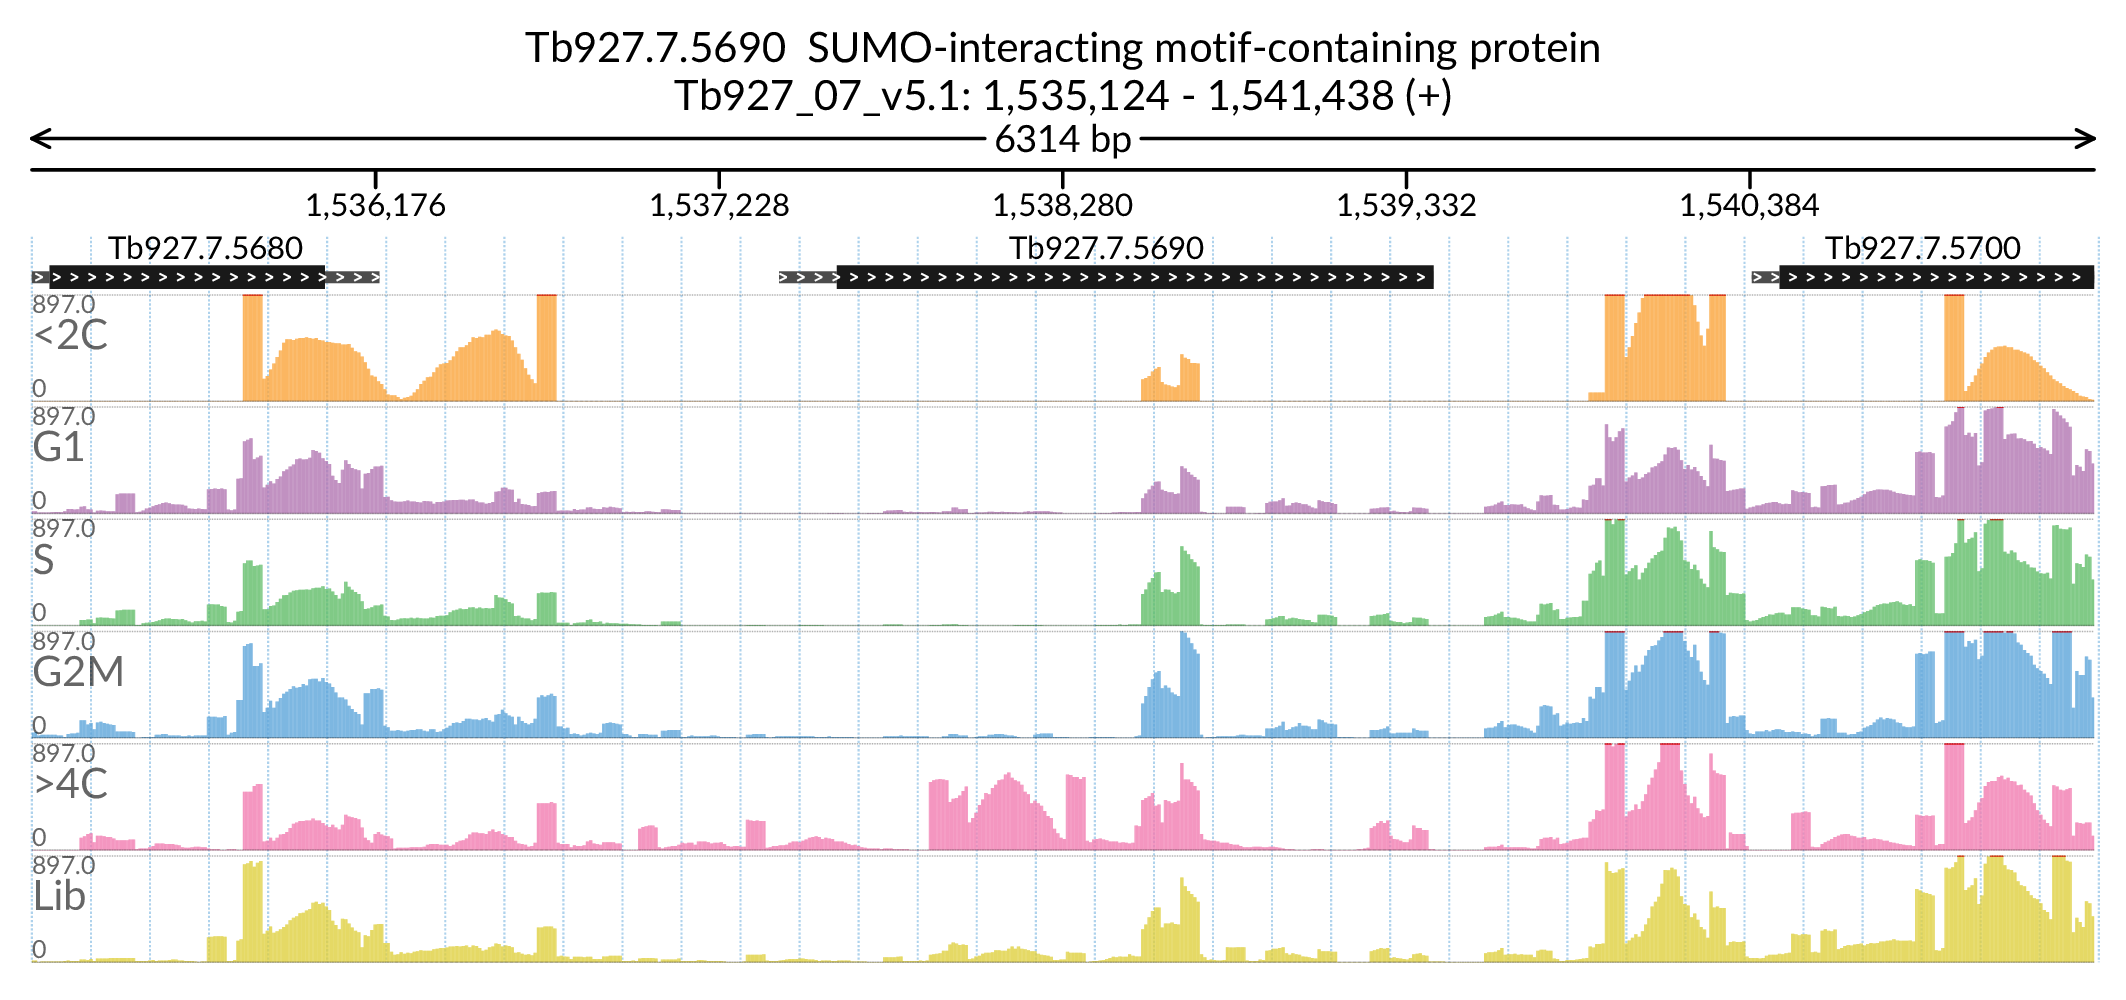 Tb927.7.5690  SUMO-interacting motif-containing protein
Tb927_07_v5.1: 1,535,124 - 1,541,438 (+)
6314 bp
1,536,176 1,537,228 1,538,280 1,539,332 1,540,384
Tb927.7.5680 Tb927.7.5690 Tb927.7.5700
897.0
<2C
0
897.0
G1
0
897.0
S
0
897.0
G2M
0
897.0
>4C
0
897.0
Lib
0